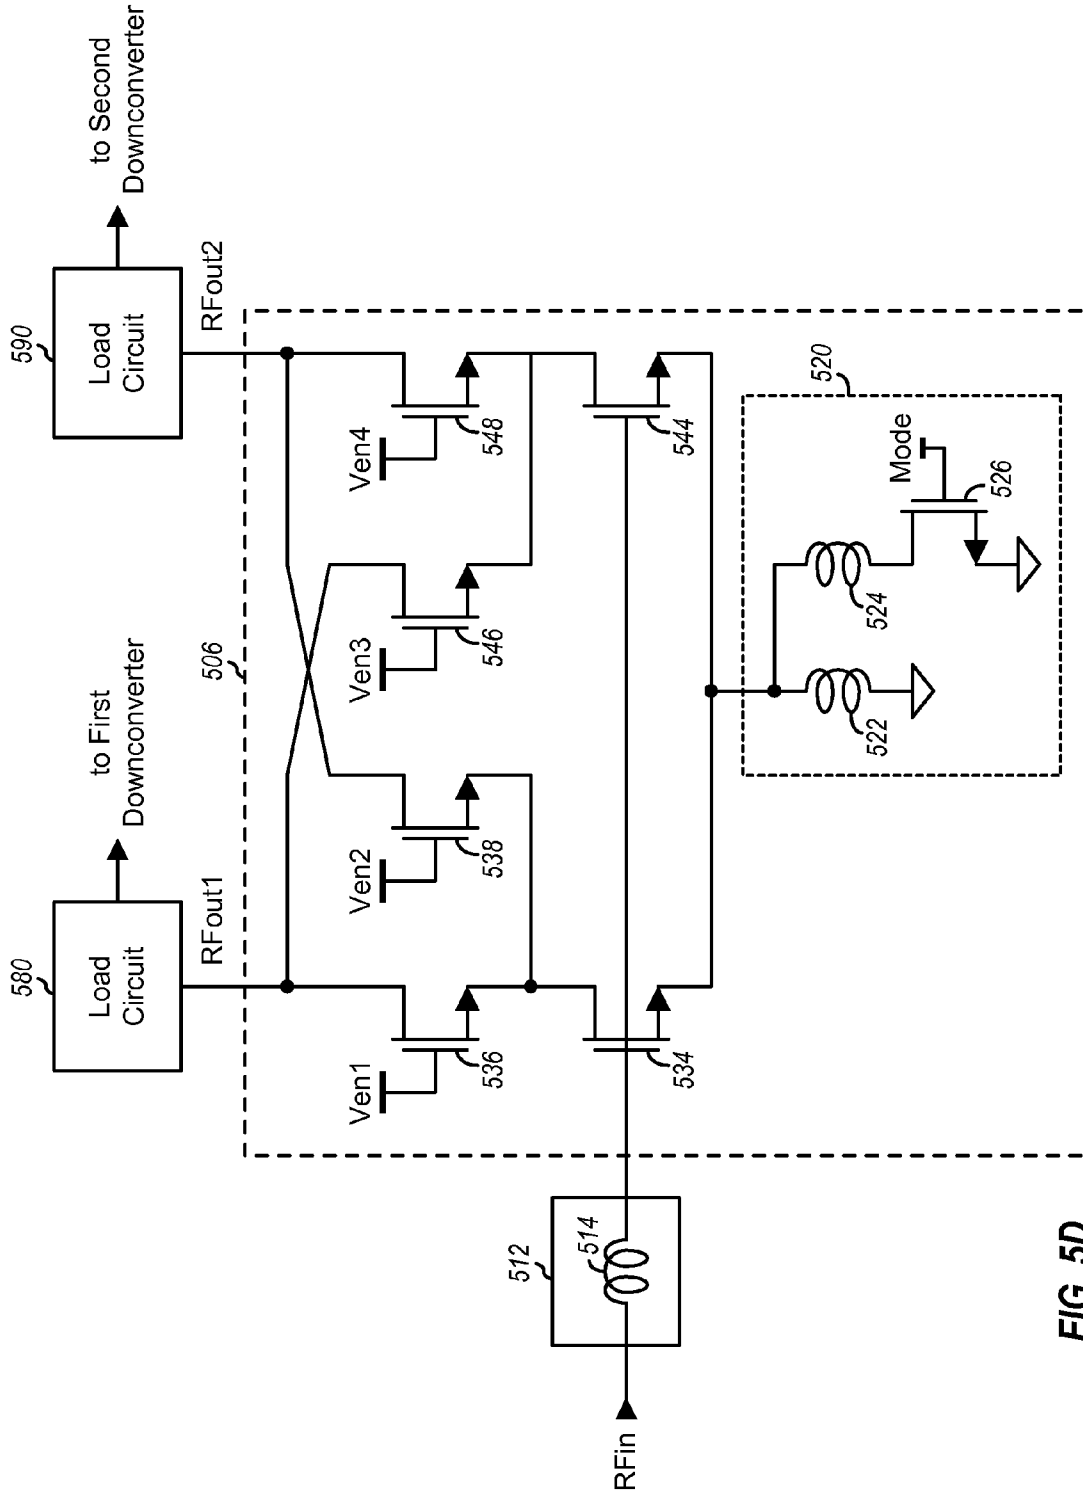 to First
Downconverter
to Second
Downconverter
580
Load
Circuit
590
Load
Circuit
RFout1
RFout2
506
Ven1
536
Ven2
538
Ven3
546
Ven4
548
512
514
RFin
534
544
520
522
524
Mode
526
FIG. 5D